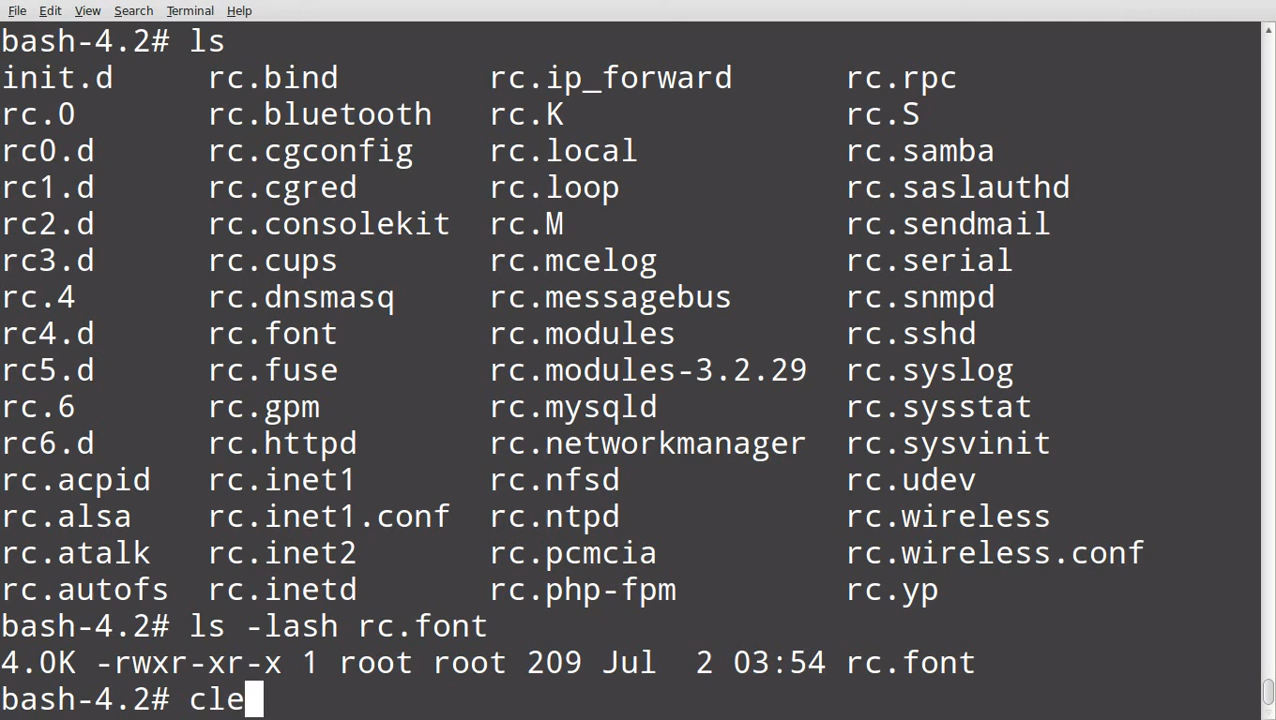 File Edit View Search Terminal Help
bash-4.2# ls
init.d rc.bind rc.ip_forward rc.rpc
rc.0 rc.bluetooth rc.K rc.S
rc0.d rc.cgconfig rc.local rc.samba
rc1.d rc.cgred rc.loop rc.saslauthd
rc2.d rc.consolekit rc.M rc.sendmail
rc3.d rc.cups rc.mcelog rc.serial
rc.4 rc.dnsmasq rc.messagebus rc.snmpd
rc4.d rc.font rc.modules rc.sshd
rc5.d rc.fuse rc.modules-3.2.29 rc.syslog
rc.6 rc.gpm rc.mysqld rc.sysstat
rc6.d rc.httpd rc.networkmanager rc.sysvinit
rc.acpid rc.inet1 rc.nfsd rc.udev
rc.alsa rc.inet1.conf rc.ntpd rc.wireless
rc.atalk rc.inet2 rc.pcmcia rc.wireless.conf
rc.autofs rc.inetd rc.php-fpm rc.yp
bash-4.2# ls -lash rc.font
4.0K -rwxr-xr-x 1 root root 209 Jul  2 03:54 rc.font
bash-4.2# cle